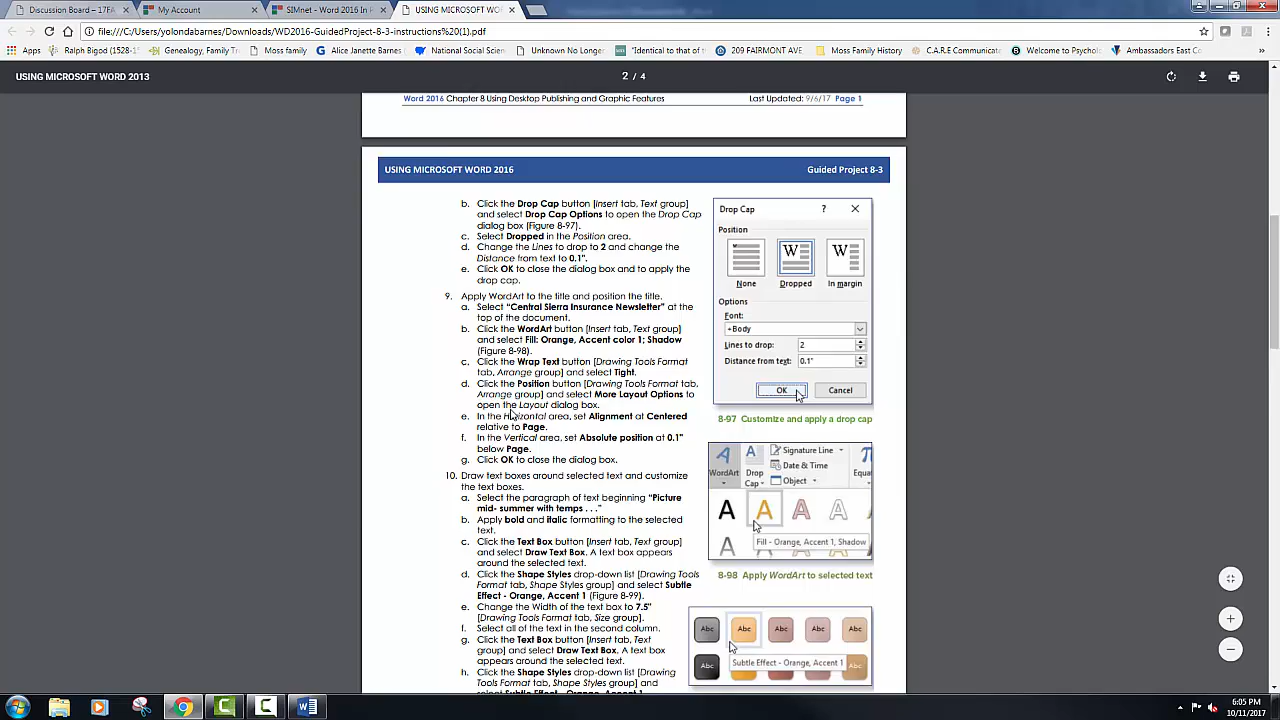 Discussion Board – 17FA
My Account
SIMnet - Word 2016 In P
USING MICROSOFT WO
file:///C:/Users/yolondabarnes/Downloads/WD2016-GuidedProject-8-3-instructions%20(1).pdf
Apps
Ralph Bigod (1528-1
Genealogy, Family Tr
Moss family
Alice Janette Barnes
National Social Scien
Unknown No Longer
"Identical to that of
209 FAIRMONT AVE
Moss Family History
C.A.R.E Communicat
Welcome to Psychol
Ambassadors East Co
USING MICROSOFT WORD 2013
2 / 4
Word 2016 Chapter 8 Using Desktop Publishing and Graphic Features
Last Updated: 9/6/17 Page 1
USING MICROSOFT WORD 2016
Guided Project 8-3
b. Click the Drop Cap button [Insert tab, Text group]
and select Drop Cap Options to open the Drop Cap
dialog box (Figure 8-97).
c. Select Dropped in the Position area.
d. Change the Lines to drop to 2 and change the
Distance from text to 0.1".
e. Click OK to close the dialog box and to apply the
drop cap.
9. Apply WordArt to the title and position the title.
a. Select "Central Sierra Insurance Newsletter" at the
top of the document.
b. Click the WordArt button [Insert tab, Text group]
and select Fill: Orange, Accent color 1; Shadow
(Figure 8-98).
c. Click the Wrap Text button [Drawing Tools Format
tab, Arrange group] and select Tight.
d. Click the Position button [Drawing Tools Format tab,
Arrange group] and select More Layout Options to
open the Layout dialog box.
e. In the Horizontal area, set Alignment at Centered
relative to Page.
f. In the Vertical area, set Absolute position at 0.1"
below Page.
g. Click OK to close the dialog box.
10. Draw text boxes around selected text and customize
the text boxes.
a. Select the paragraph of text beginning "Picture
mid- summer with temps . . ."
b. Apply bold and italic formatting to the selected
text.
c. Click the Text Box button [Insert tab, Text group]
and select Draw Text Box. A text box appears
around the selected text.
d. Click the Shape Styles drop-down list [Drawing Tools
Format tab, Shape Styles group] and select Subtle
Effect - Orange, Accent 1 (Figure 8-99).
e. Change the Width of the text box to 7.5"
[Drawing Tools Format tab, Size group].
f. Select all of the text in the second column.
g. Click the Text Box button [Insert tab, Text
group] and select Draw Text Box. A text box
appears around the selected text.
h. Click the Shape Styles drop-down list [Drawing
Tools Format tab, Shape Styles group] and
select Subtle Effect - Orange, Accent 1
Drop Cap
?
Position
W
W
W
None
Dropped
In margin
Options
Font:
+Body
Lines to drop:
2
Distance from text:
0.1"
OK
Cancel
8-97 Customize and apply a drop cap
WordArt
Drop
Cap
Signature Line
Date & Time
Object
Equa
A A A A
Fill - Orange, Accent 1, Shadow
8-98 Apply WordArt to selected text
Abc Abc Abc Abc Abc
Subtle Effect - Orange, Accent 1
Abc
Abc
6:05 PM
10/11/2017